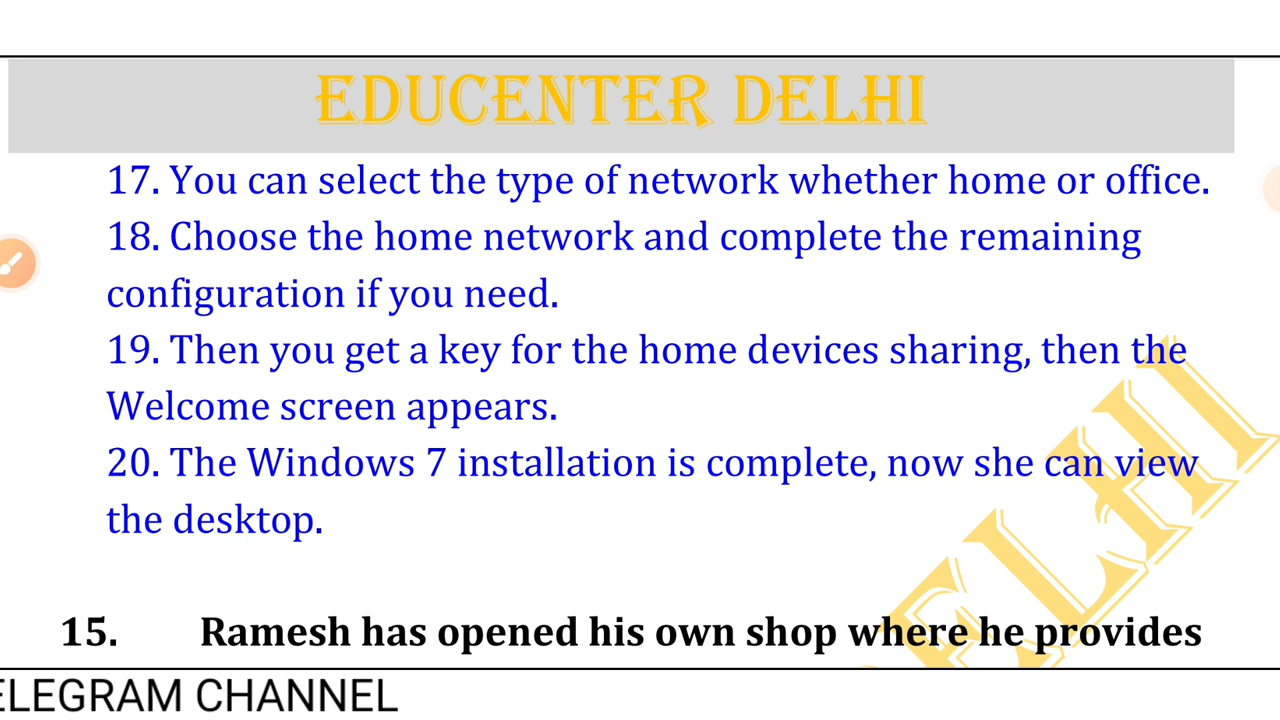 EDUCENTER DELHI
17. You can select the type of network whether home or office.
18. Choose the home network and complete the remaining
configuration if you need.
19. Then you get a key for the home devices sharing, then the
Welcome screen appears.
20. The Windows 7 installation is complete, now she can view
the desktop.
ELHI
15. Ramesh has opened his own shop where he provides
ELEGRAM CHANNEL